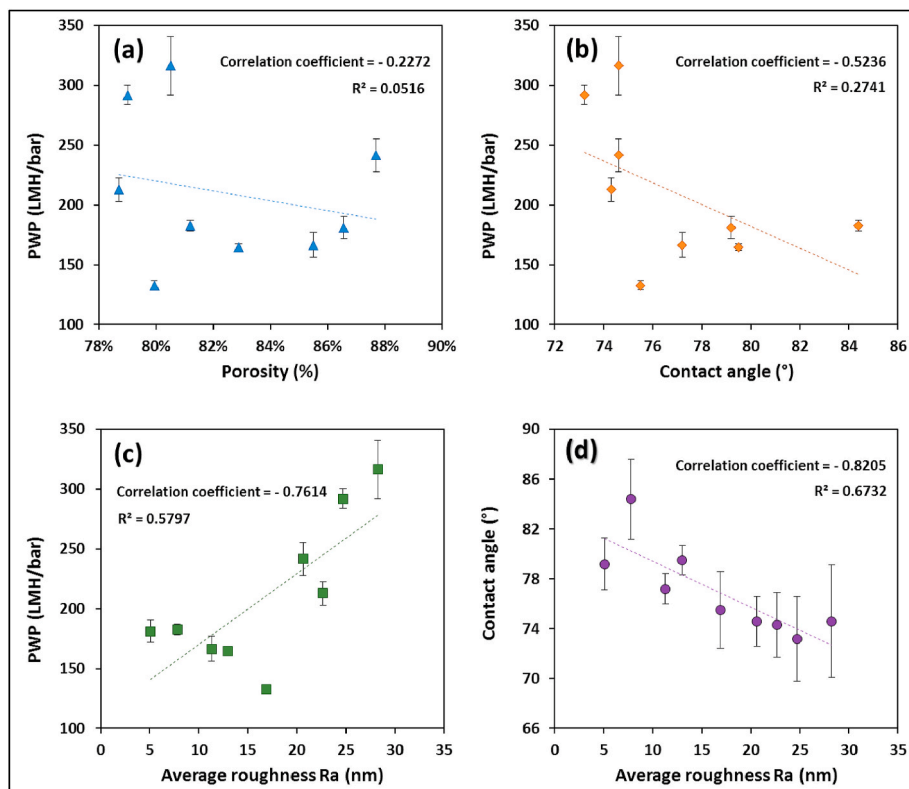 (a)
Correlation coefficient = - 0.2272
R² = 0.0516
PWP (LMH/bar)
350
300
250
200
150
100
78% 80% 82% 84% 86% 88% 90%
Porosity (%)
(b)
Correlation coefficient = - 0.5236
R² = 0.2741
PWP (LMH/bar)
350
300
250
200
150
100
72 74 76 78 80 82 84 86
Contact angle (°)
(c)
Correlation coefficient = - 0.7614
R² = 0.5797
PWP (LMH/bar)
350
300
250
200
150
100
0 5 10 15 20 25 30 35
Average roughness Ra (nm)
(d)
Correlation coefficient = - 0.8205
R² = 0.6732
Contact angle (°)
90
86
82
78
74
70
66
0 5 10 15 20 25 30 35
Average roughness Ra (nm)